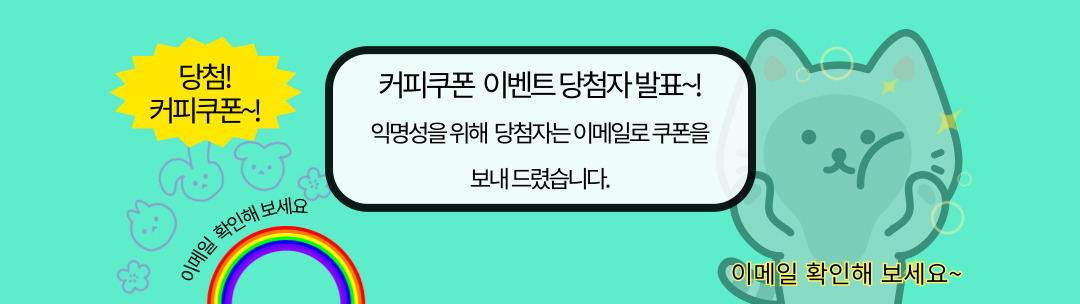 당첨!
커피쿠폰~!
커피쿠폰 이벤트 당첨자 발표~!
익명성을 위해 당첨자는 이메일로 쿠폰을
보내 드렸습니다.
이메일 확인해 보세요
이메일 확인해 보세요~